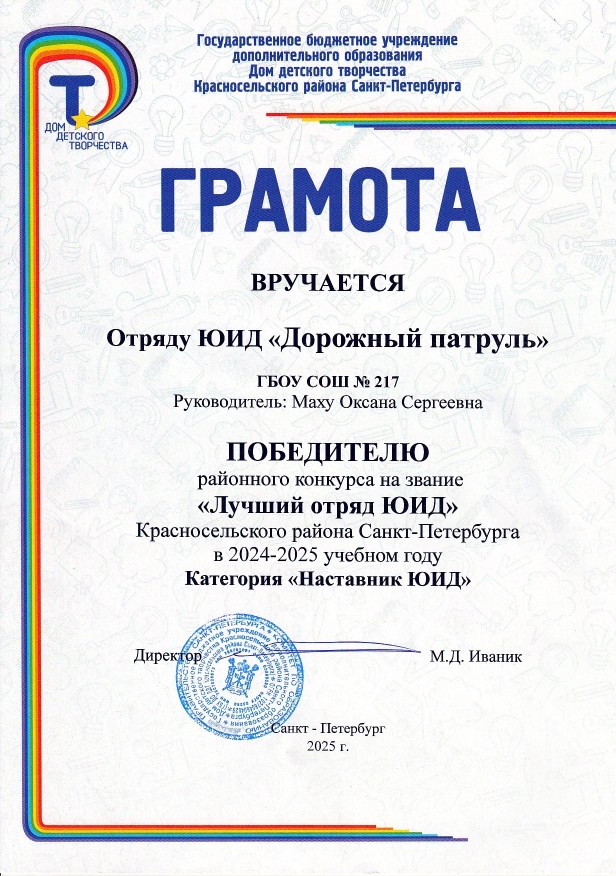 Государственное бюджетное учреждение
дополнительного образования
Дом детского творчества
Красносельского района Санкт-Петербурга
ДОМ
ДЕТСКОГО
ТВОРЧЕСТВА
ГРАМОТА
ВРУЧАЕТСЯ
Отряду ЮИД «Дорожный патруль»
ГБОУ СОШ № 217
Руководитель: Маху Оксана Сергеевна
ПОБЕДИТЕЛЮ
районного конкурса на звание
«Лучший отряд ЮИД»
Красносельского района Санкт-Петербурга
в 2024-2025 учебном году
Категория «Наставник ЮИД»
Директор
М.Д. Иваник
Санкт - Петербург
2025 г.